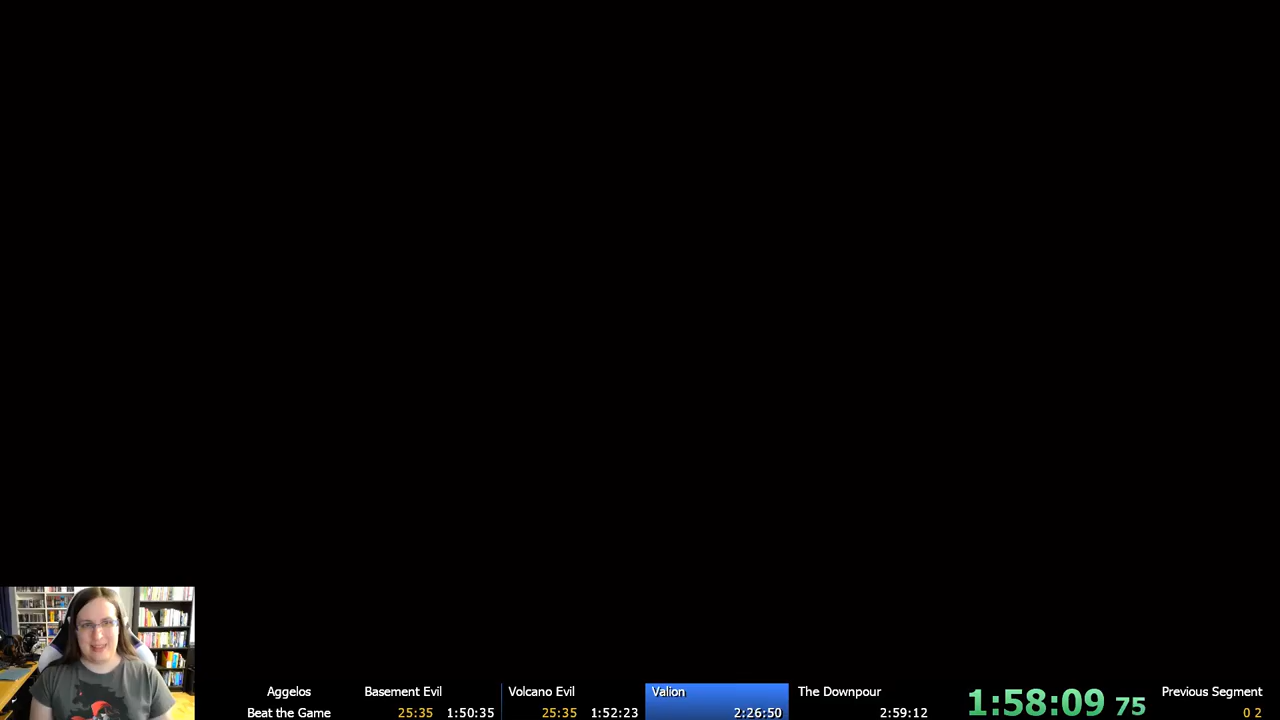 Aggelos
Beat the Game
Basement Evil
25:35 1:50:35
Volcano Evil
25:35 1:52:23
Valion
2:26:50
The Downpour
2:59:12
1:58:09 75
Previous Segment
0 2